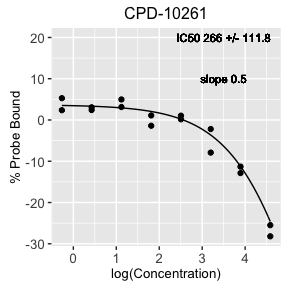 CPD-10261
IC50 266 +/- 111.8
slope 0.5
% Probe Bound
20
10
0
-10
-20
-30
0 1 2 3 4
log(Concentration)